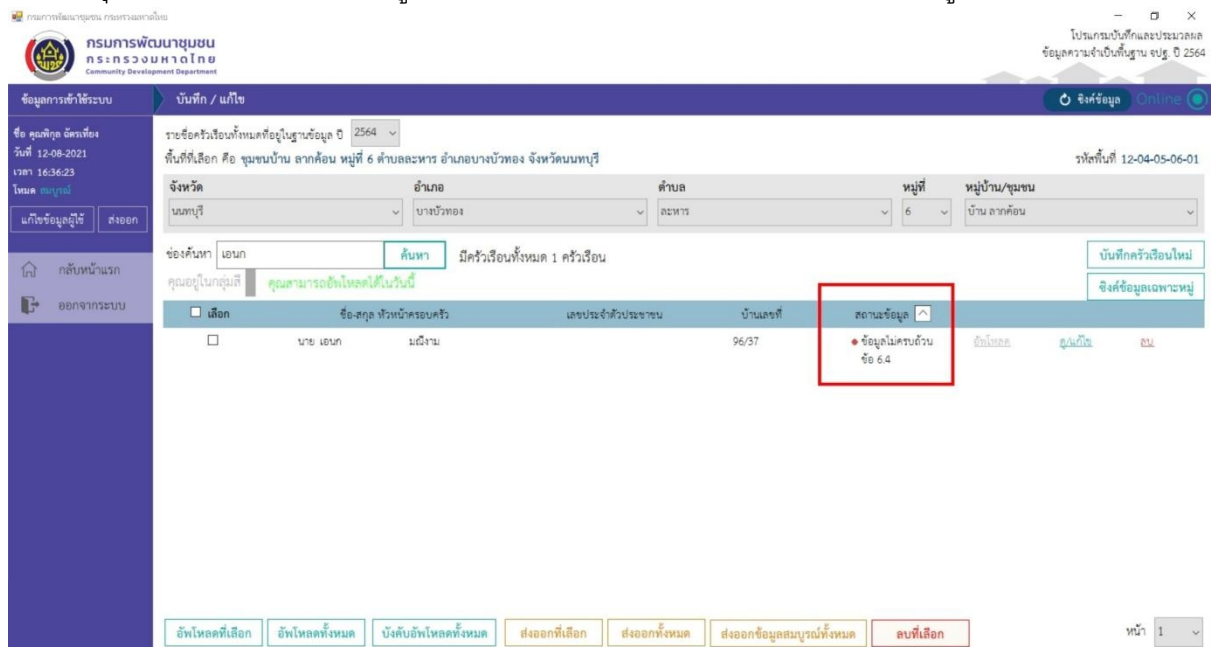 กรมการพัฒนาชุมชน กระทรวงมหาดไทย
กรมการพัฒนาชุมชน
กระทรวงมหาดไทย
Community Development Department
โปรแกรมบันทึกและประมวลผล
ข้อมูลความจำเป็นพื้นฐาน จปฐ. ปี 2564
ข้อมูลการเข้าใช้ระบบ
บันทึก / แก้ไข
ซิงค์ข้อมูล Online
ชื่อ คุณพิกุล ฉัตรเที่ยง
วันที่ 12-08-2021
เวลา 16:36:23
โหมด สมบูรณ์
แก้ไขข้อมูลผู้ใช้ ส่งออก
กลับหน้าแรก
ออกจากระบบ
รายชื่อครัวเรือนทั้งหมดที่อยู่ในฐานข้อมูล ปี 2564
พื้นที่ที่เลือก คือ ชุมชนบ้าน ลากค้อน หมู่ที่ 6 ตำบลละหาร อำเภอบางบัวทอง จังหวัดนนทบุรี
รหัสพื้นที่ 12-04-05-06-01
จังหวัด อำเภอ ตำบล หมู่ที่ หมู่บ้าน/ชุมชน
นนทบุรี บางบัวทอง ละหาร 6 บ้าน ลากค้อน
ช่องค้นหา เอนก ค้นหา มีครัวเรือนทั้งหมด 1 ครัวเรือน
บันทึกครัวเรือนใหม่
คุณอยู่ในกลุ่มสี คุณสามารถอัพโหลดได้ในวันนี้
ซิงค์ข้อมูลเฉพาะหมู่
เลือก ชื่อ-สกุล หัวหน้าครอบครัว เลขประจำตัวประชาชน บ้านเลขที่ สถานะข้อมูล
นาย เอนก มณีงาม 96/37 ข้อมูลไม่ครบถ้วน อัพโหลด ดู/แก้ไข ลบ
ข้อ 6.4
อัพโหลดที่เลือก อัพโหลดทั้งหมด บังคับอัพโหลดทั้งหมด ส่งออกที่เลือก ส่งออกทั้งหมด ส่งออกข้อมูลสมบูรณ์ทั้งหมด ลบที่เลือก หน้า 1